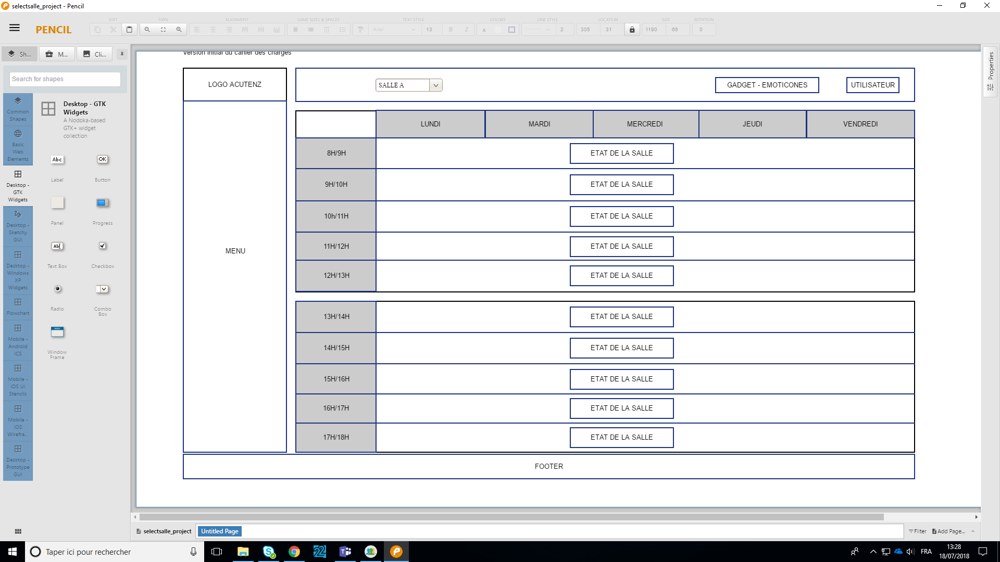 selectsalle_project - Pencil
PENCIL
EDIT
100%
ALIGNMENT
SAME SIZES & SPACES
TEXT STYLE
COLORS
LINE STYLE
LOCATION
SIZE
ROTATION
Arial
13
B
I
A
2
305
31
1190
66
0
Sh...
M...
Cli...
Search for shapes
Common
Shapes
Basic
Web
Elements
Desktop -
GTK
Widgets
Desktop -
Sketchy
GUI
Desktop -
Windows
XP
Widgets
Flowchart
Mobile -
Android
ICS
Mobile -
iOS UI
Stencils
Mobile -
iOS
Wirefra...
Desktop -
Prototype
GUI
Desktop - GTK
Widgets
A Nodoka-based
GTK+ widget
collection
Abc
OK
Label
Button
Panel
Progress
Abl
Text Box
Checkbox
Radio
Combo
Box
Window
Frame
Version initial du cahier des charges
LOGO ACUTENZ
SALLE A
GADGET - EMOTICONES
UTILISATEUR
MENU
LUNDI
MARDI
MERCREDI
JEUDI
VENDREDI
8H/9H
ETAT DE LA SALLE
9H/10H
ETAT DE LA SALLE
10h/11H
ETAT DE LA SALLE
11H/12H
ETAT DE LA SALLE
12H/13H
ETAT DE LA SALLE
13H/14H
ETAT DE LA SALLE
14H/15H
ETAT DE LA SALLE
15H/16H
ETAT DE LA SALLE
16H/17H
ETAT DE LA SALLE
17H/18H
ETAT DE LA SALLE
FOOTER
Properties
selectsalle_project
Untitled Page
Filter
Add Page...
Taper ici pour rechercher
22
FRA
13:28
18/07/2018